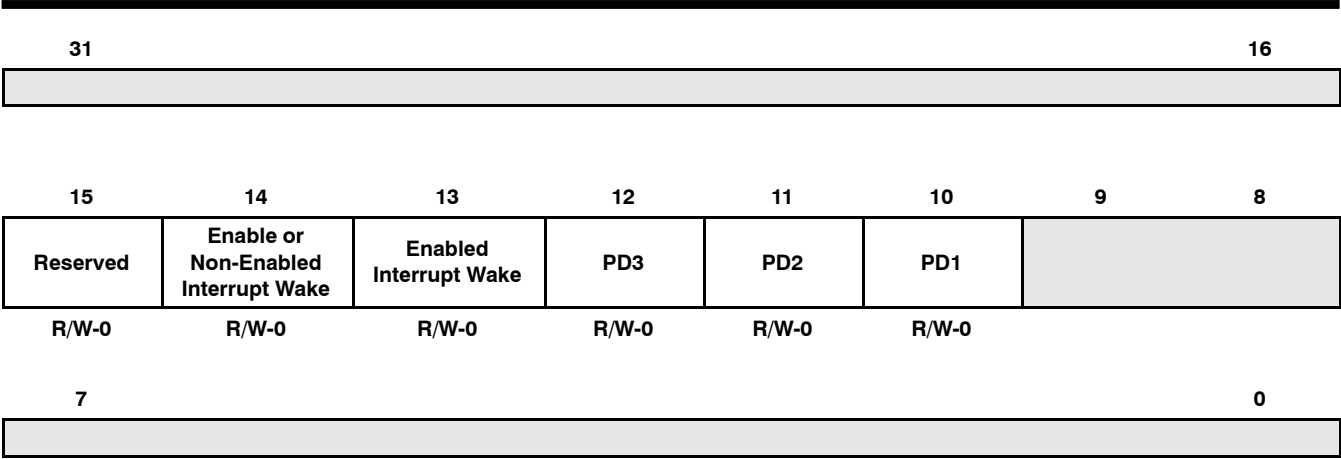 31 16
15 14 13 12 11 10 9 8
Reserved
Enable or
Non-Enabled
Interrupt Wake
Enabled
Interrupt Wake
PD3
PD2
PD1
R/W-0 R/W-0 R/W-0 R/W-0 R/W-0 R/W-0
7 0